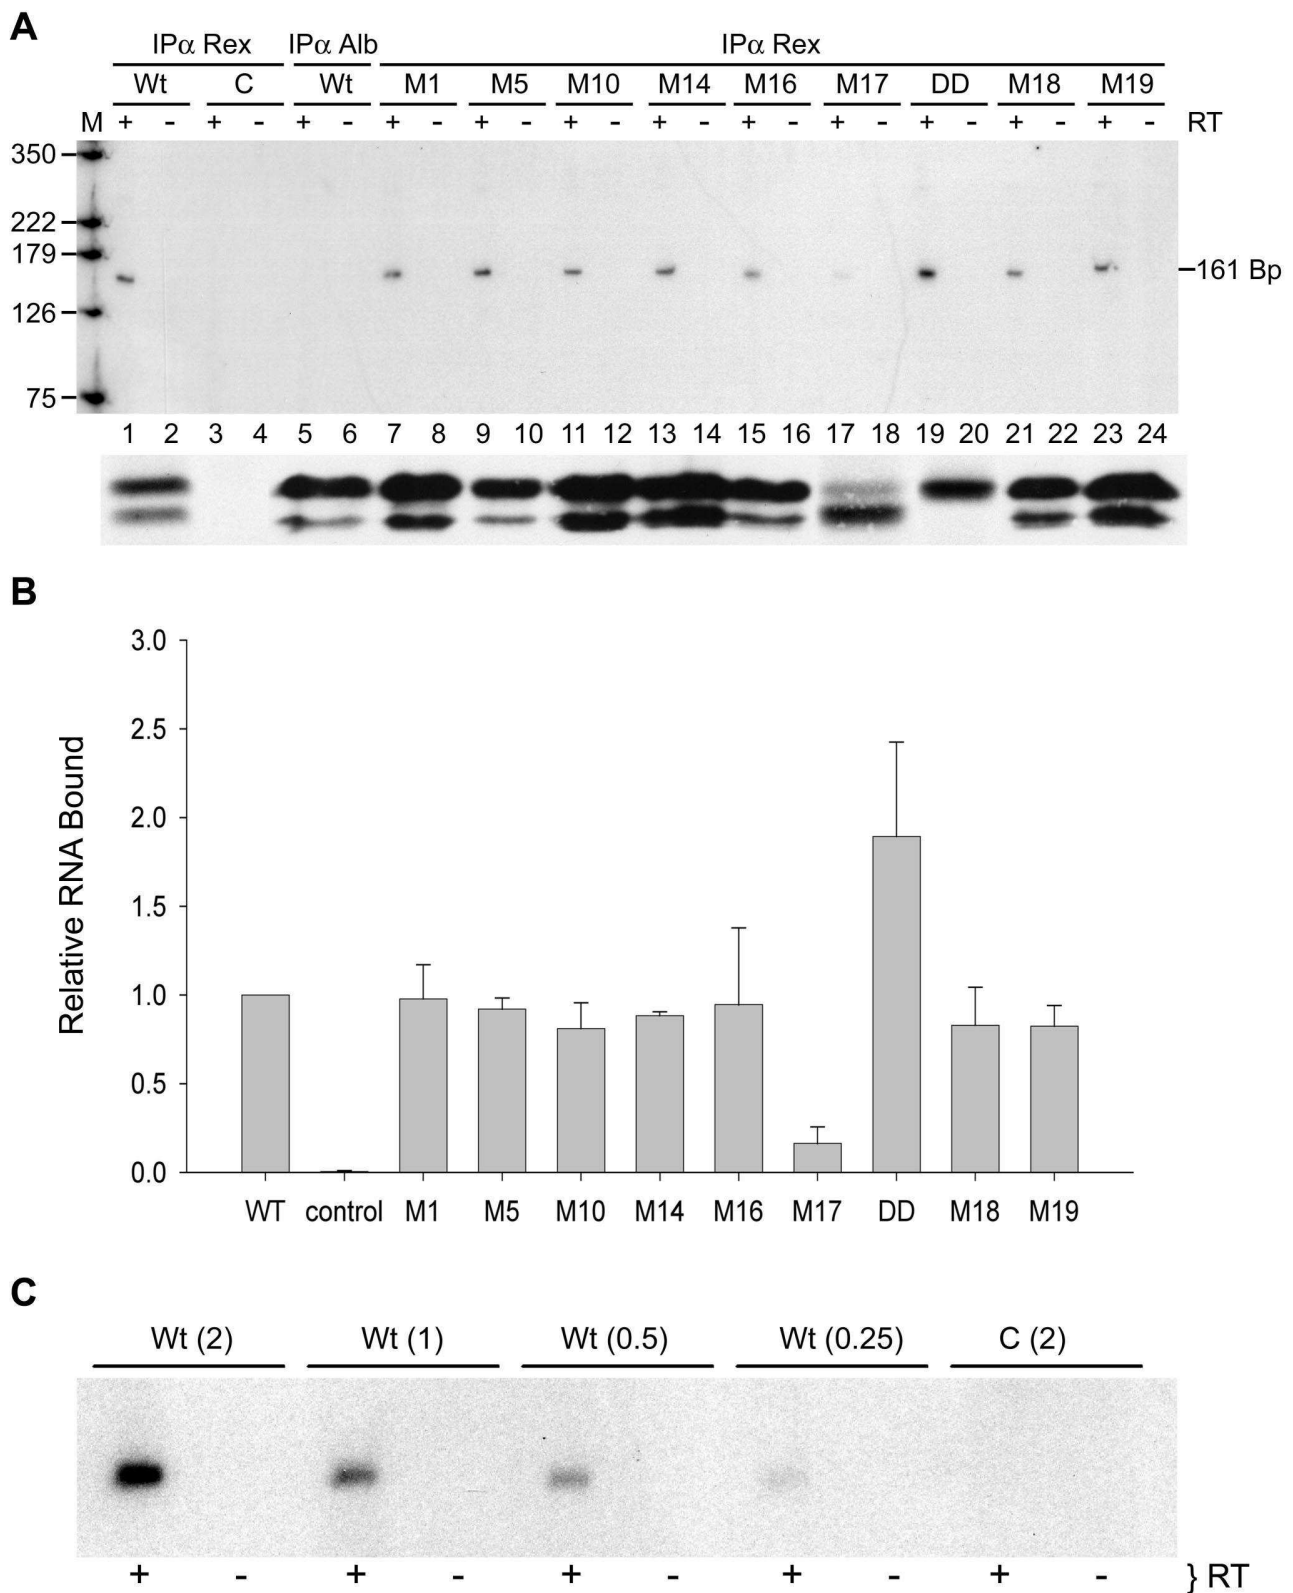 A
IPα Rex IPα Alb IPα Rex
Wt C Wt M1 M5 M10 M14 M16 M17 DD M18 M19
M + - + - + - + - + - + - + - + - + - + - + - + - RT
350
222
179
161 Bp
126
75
1 2 3 4 5 6 7 8 9 10 11 12 13 14 15 16 17 18 19 20 21 22 23 24
B
Relative RNA Bound
3.0
2.5
2.0
1.5
1.0
0.5
0.0
WT control M1 M5 M10 M14 M16 M17 DD M18 M19
C
Wt (2) Wt (1) Wt (0.5) Wt (0.25) C (2)
+ - + - + - + - + - } RT